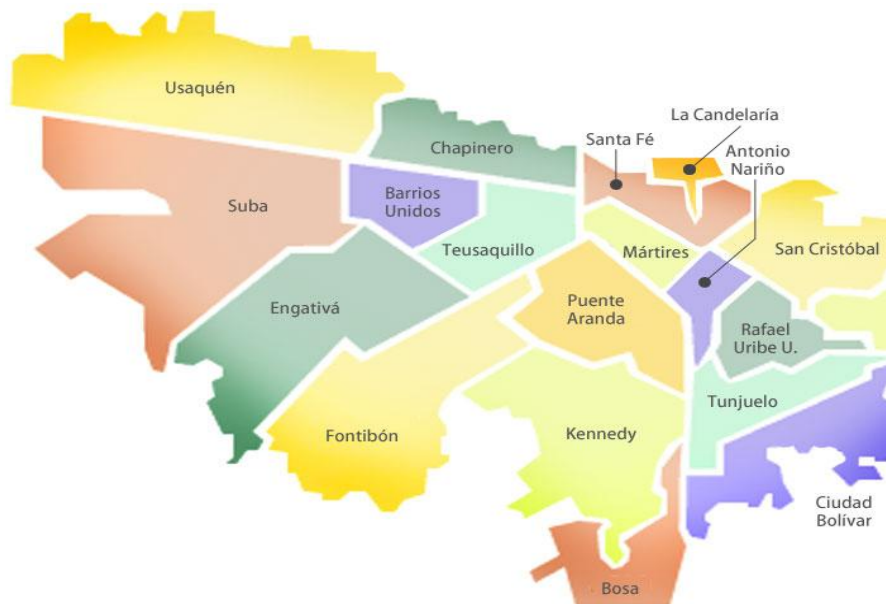 Usaquén
La Candelaría
Santa Fé
Chapinero
Antonio
Nariño
Barrios
Unidos
Suba
Teusaquillo
Mártires
San Cristóbal
Engativá
Puente
Aranda
Rafael
Uribe U.
Tunjuelo
Fontibón
Kennedy
Ciudad
Bolívar
Bosa